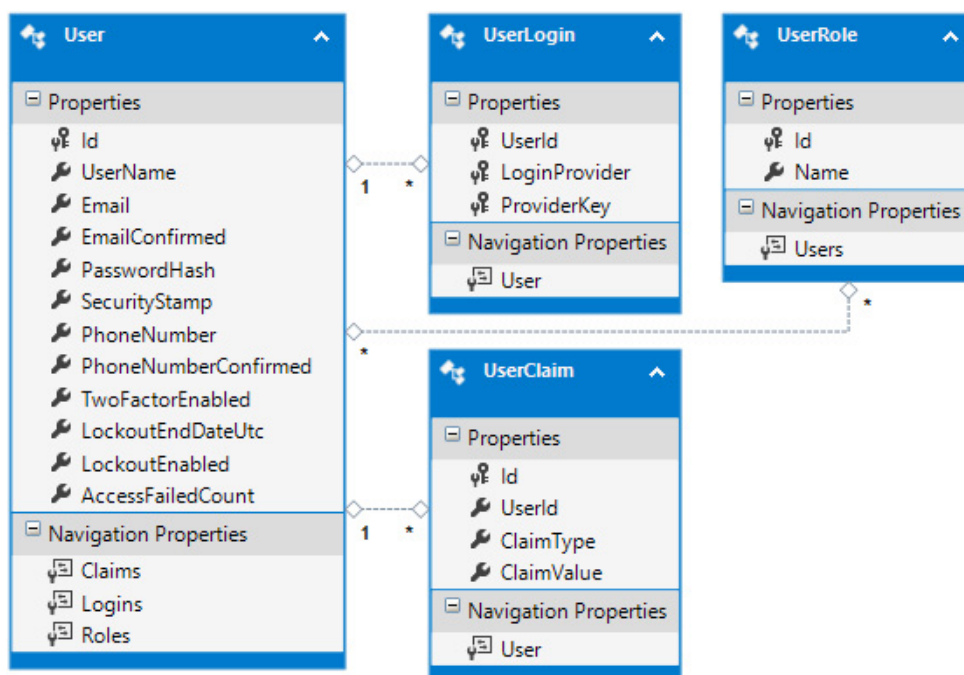 User
Properties
Id
UserName
Email
EmailConfirmed
PasswordHash
SecurityStamp
PhoneNumber
PhoneNumberConfirmed
TwoFactorEnabled
LockoutEndDateUtc
LockoutEnabled
AccessFailedCount
Navigation Properties
Claims
Logins
Roles
1 *
UserLogin
Properties
UserId
LoginProvider
ProviderKey
Navigation Properties
User
UserRole
Properties
Id
Name
Navigation Properties
Users
*
*
1 *
UserClaim
Properties
Id
UserId
ClaimType
ClaimValue
Navigation Properties
User